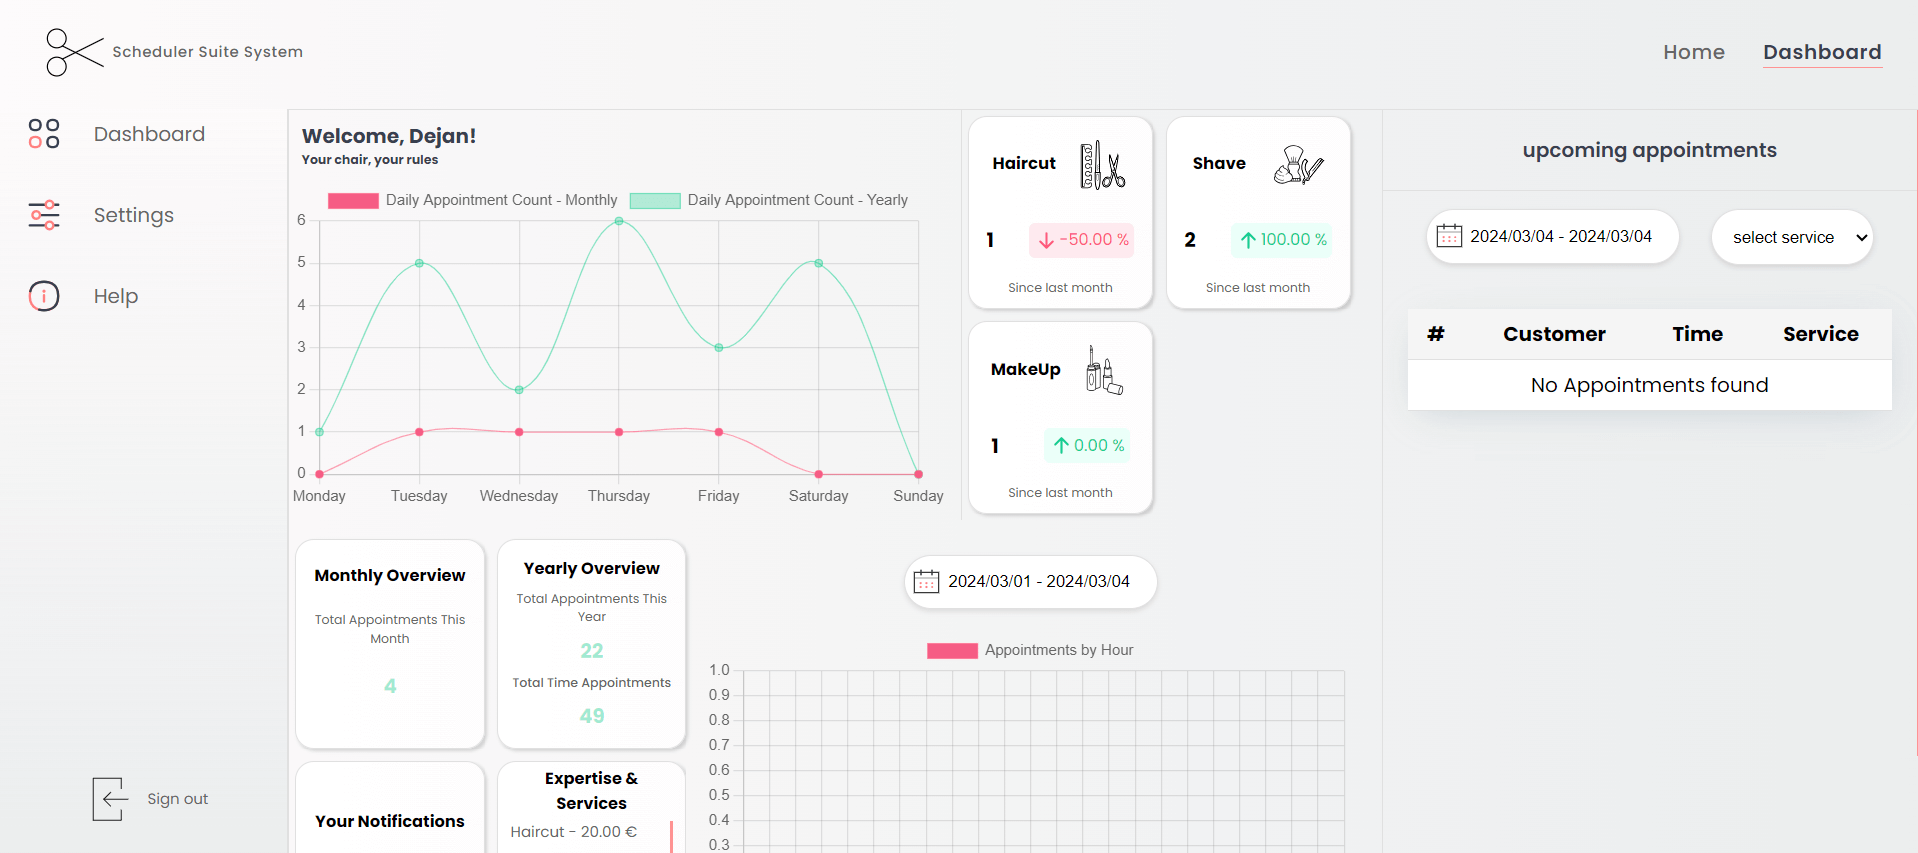 Scheduler Suite System
Home
Dashboard
Dashboard
Settings
Help
Sign out
Welcome, Dejan!
Your chair, your rules
Daily Appointment Count - Monthly
Daily Appointment Count - Yearly
6
5
4
3
2
1
0
Monday
Tuesday
Wednesday
Thursday
Friday
Saturday
Sunday
Haircut
1
-50.00 %
Since last month
Shave
2
100.00 %
Since last month
MakeUp
1
0.00 %
Since last month
upcoming appointments
2024/03/04 - 2024/03/04
select service
# Customer Time Service
No Appointments found
Monthly Overview
Total Appointments This
Month
4
Yearly Overview
Total Appointments This
Year
22
Total Time Appointments
49
Your Notifications
Expertise &
Services
Haircut - 20.00 €
2024/03/01 - 2024/03/04
Appointments by Hour
1.0
0.9
0.8
0.7
0.6
0.5
0.4
0.3